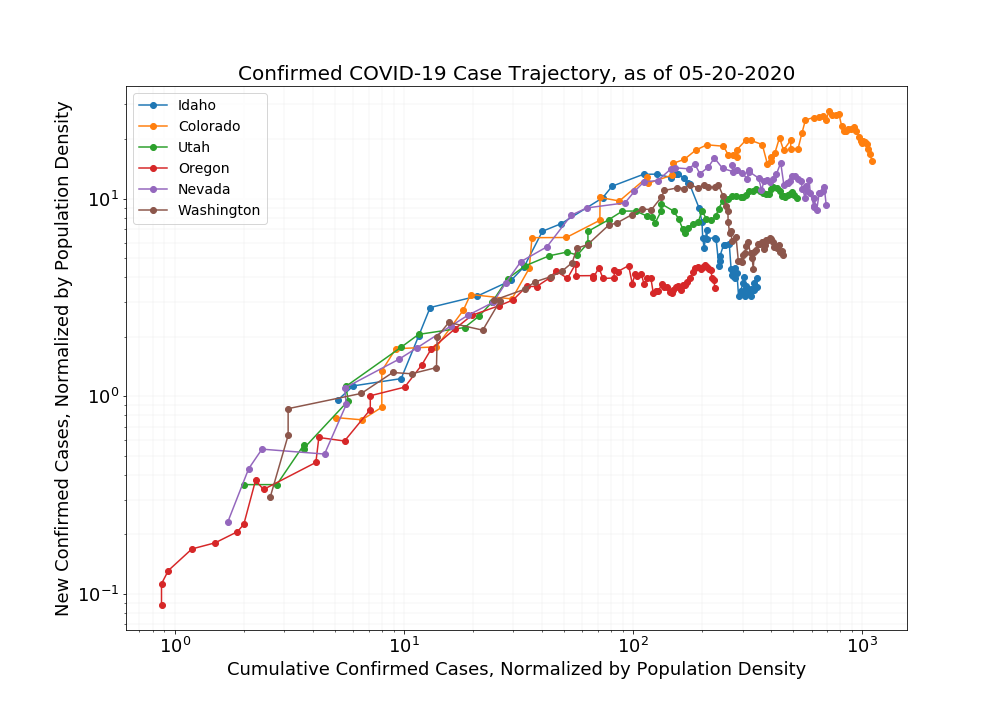 Confirmed COVID-19 Case Trajectory, as of 05-20-2020
Idaho
Colorado
Utah
Oregon
Nevada
Washington
New Confirmed Cases, Normalized by Population Density
10¹
10⁰
10⁻¹
10⁰ 10¹ 10² 10³
Cumulative Confirmed Cases, Normalized by Population Density